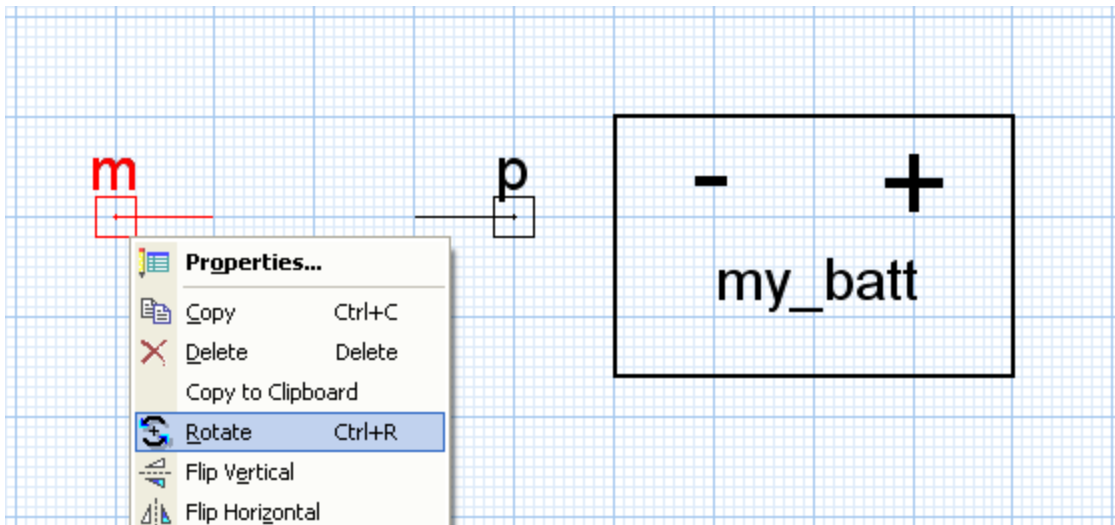 m
p
- +
my_batt
Properties...
Copy Ctrl+C
Delete Delete
Copy to Clipboard
Rotate Ctrl+R
Flip Vertical
Flip Horizontal